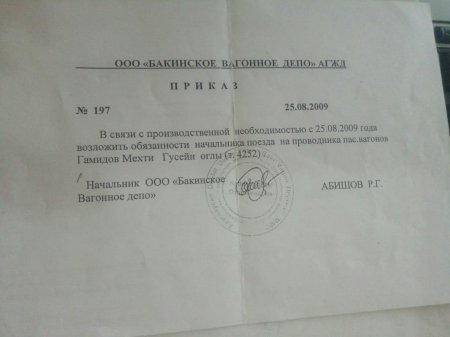 ООО «БАКИНСКОЕ ВАГОННОЕ ДЕПО» АГЖД
ПРИКАЗ
№ 197 25.08.2009
В связи с производственной необходимостью с 25.08.2009 года
возложить обязанности начальника поезда на проводника пас.вагонов
Гамидов Мехти Гусейн оглы (т. 4252)
Начальник ООО «Бакинское
Вагонное депо» АБИШОВ Р.Г.